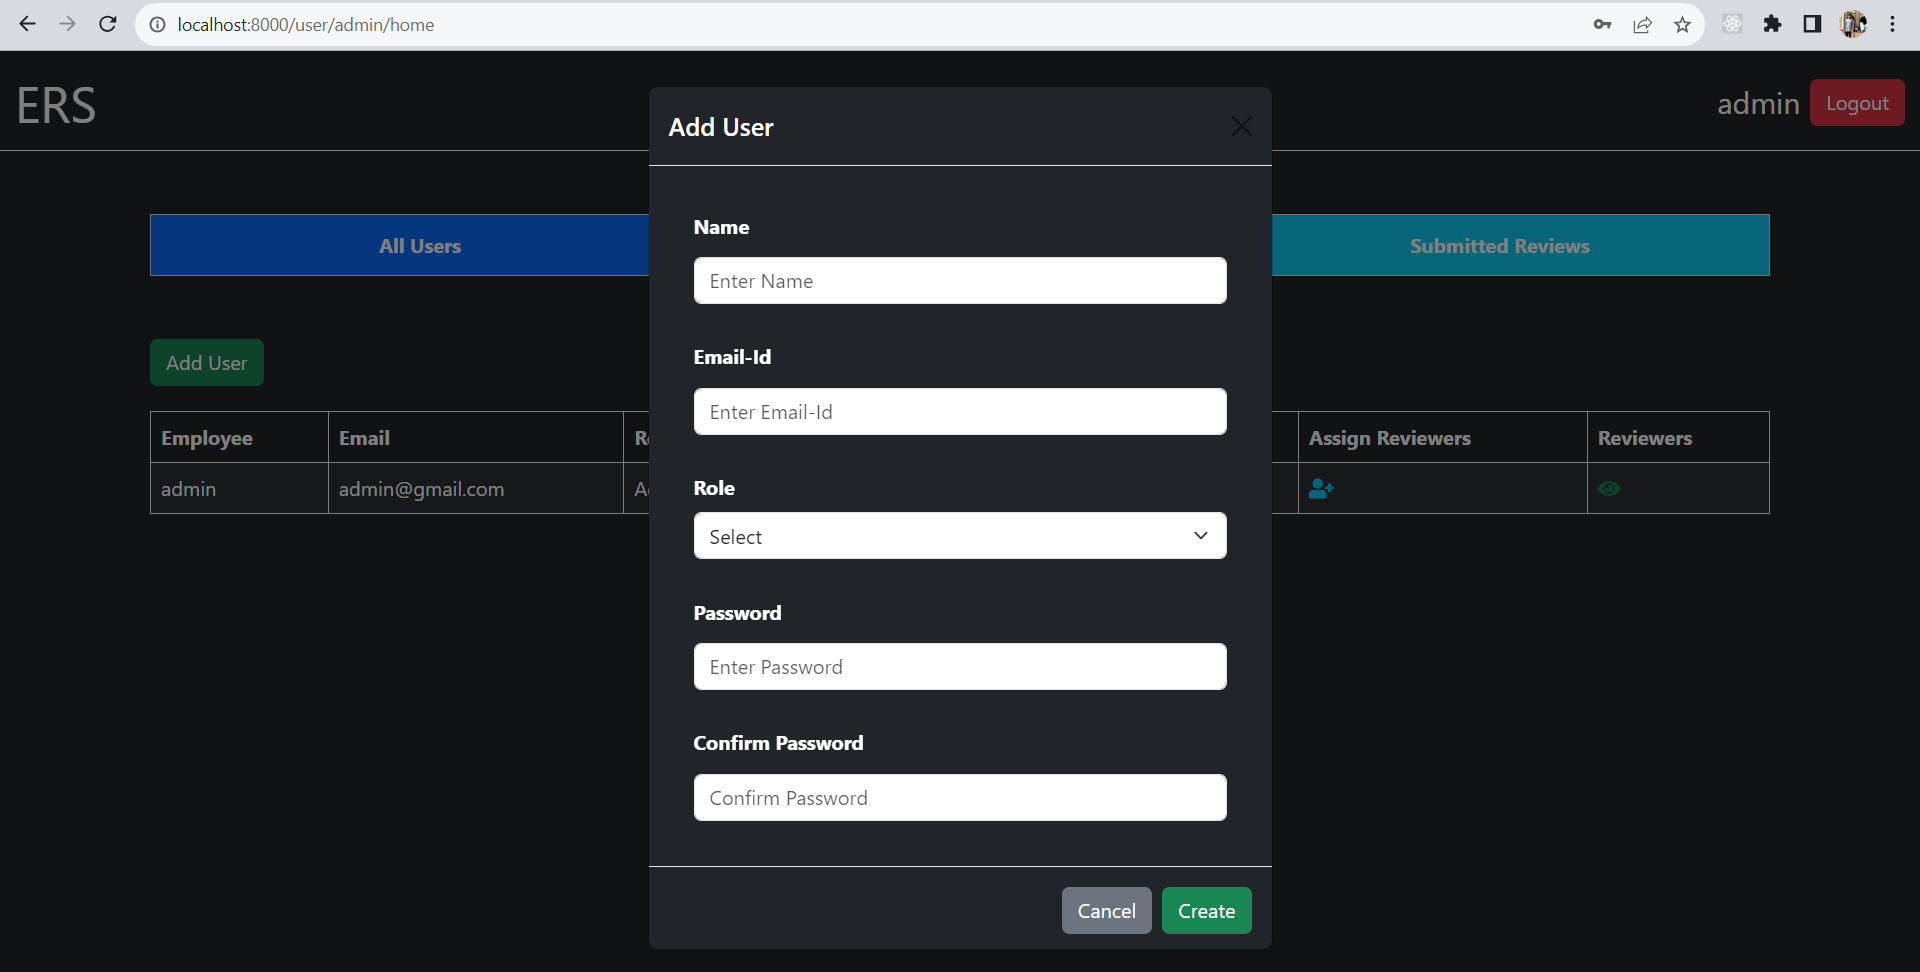 localhost:8000/user/admin/home
ERS
admin Logout
Add User
All Users
Submitted Reviews
Name
Enter Name
Add User
Email-Id
Enter Email-Id
Employee Email Assign Reviewers Reviewers
admin admin@gmail.com
Role
Select
Password
Enter Password
Confirm Password
Confirm Password
Cancel Create